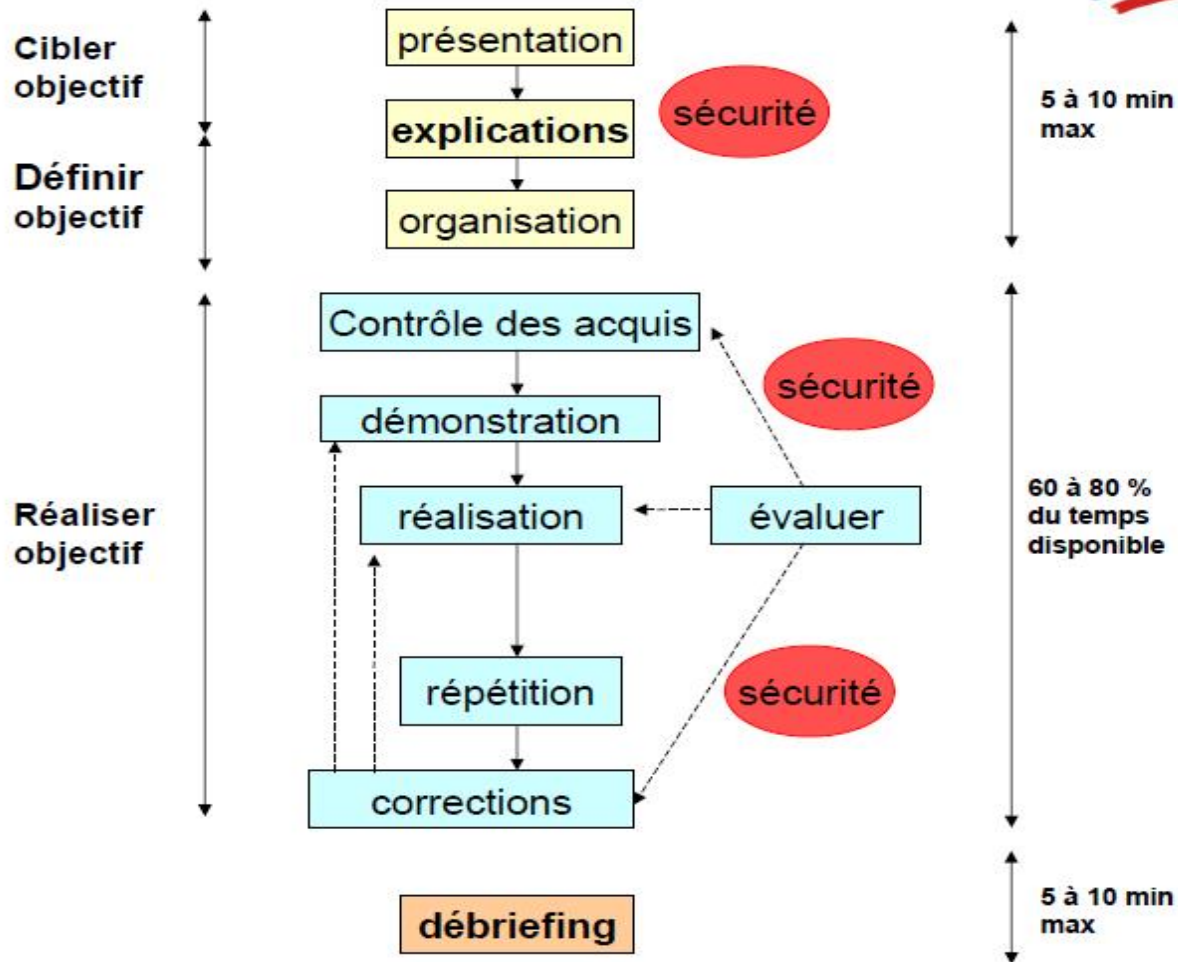 Cibler
objectif
présentation
explications
sécurité
5 à 10 min
max
Définir
objectif
organisation
Contrôle des acquis
sécurité
démonstration
Réaliser
objectif
réalisation
évaluer
60 à 80 %
du temps
disponible
répétition
sécurité
corrections
débriefing
5 à 10 min
max